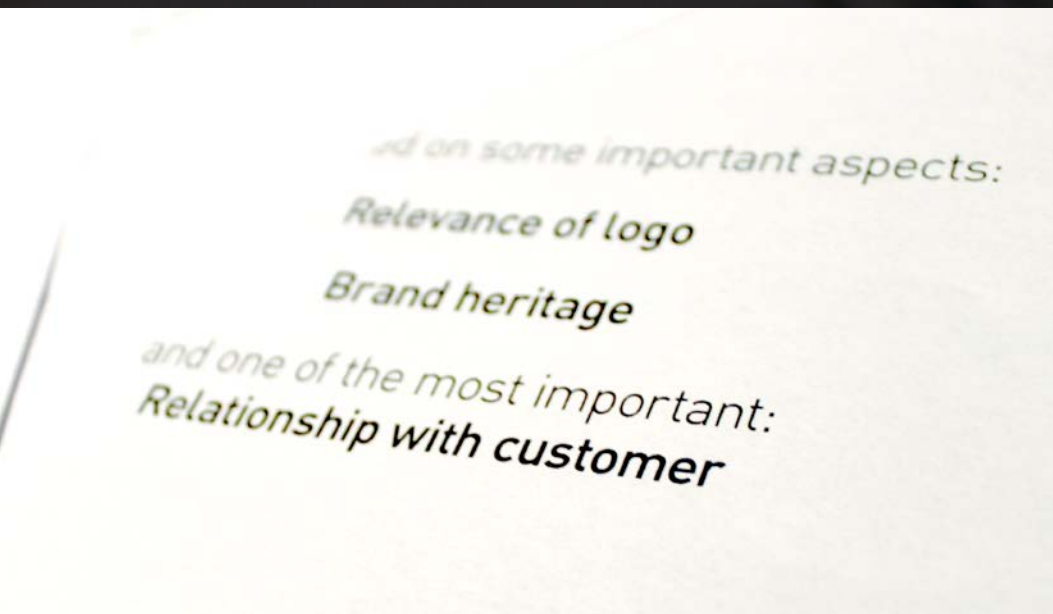 on some important aspects:
Relevance of logo
Brand heritage
and one of the most important:
Relationship with customer